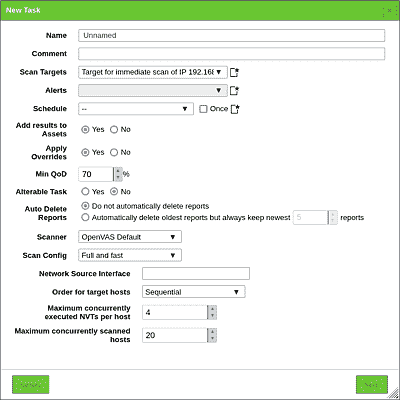 New Task
Name Unnamed
Comment
Scan Targets Target for immediate scan of IP 192.168
Alerts
Schedule -- Once
Add results to Assets Yes No
Apply Overrides Yes No
Min QoD 70 %
Alterable Task Yes No
Auto Delete Reports Do not automatically delete reports
Automatically delete oldest reports but always keep newest 5 reports
Scanner OpenVAS Default
Scan Config Full and fast
Network Source Interface
Order for target hosts Sequential
Maximum concurrently executed NVTs per host 4
Maximum concurrently scanned hosts 20